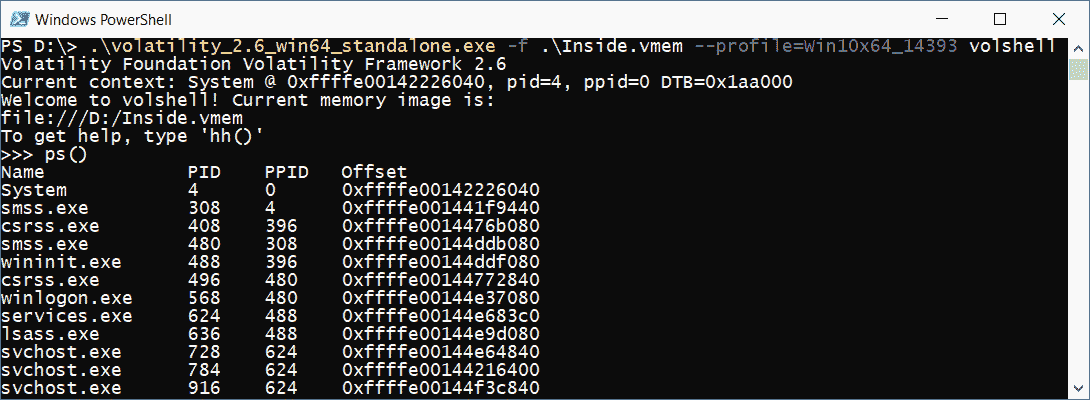 Windows PowerShell
PS D:\> .\volatility_2.6_win64_standalone.exe -f .\Inside.vmem --profile=Win10x64_14393 volshell
Volatility Foundation Volatility Framework 2.6
Current context: System @ 0xffffe00142226040, pid=4, ppid=0 DTB=0x1aa000
Welcome to volshell! Current memory image is:
file:///D:/Inside.vmem
To get help, type 'hh()'
>>> ps()
Name PID PPID Offset
System 4 0 0xffffe00142226040
smss.exe 308 4 0xffffe001441f9440
csrss.exe 408 396 0xffffe0014476b080
smss.exe 480 308 0xffffe00144ddb080
wininit.exe 488 396 0xffffe00144ddf080
csrss.exe 496 480 0xffffe00144772840
winlogon.exe 568 480 0xffffe00144e37080
services.exe 624 488 0xffffe00144e683c0
lsass.exe 636 488 0xffffe00144e9d080
svchost.exe 728 624 0xffffe00144e64840
svchost.exe 784 624 0xffffe00144216400
svchost.exe 916 624 0xffffe00144f3c840